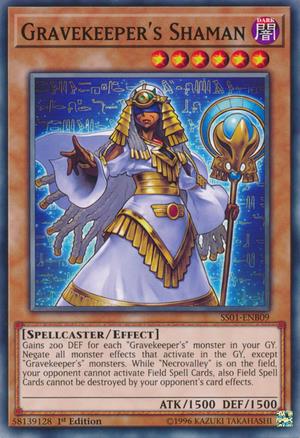 GRAVEKEEPER'S SHAMAN
DARK
闇
SS01-ENB09
[SPELLCASTER/EFFECT]
Gains 200 DEF for each "Gravekeeper's" monster in your GY.
Negate all monster effects that activate in the GY, except
"Gravekeeper's" monsters. While "Necrovalley" is on the field,
your opponent cannot activate Field Spell Cards, also Field Spell
Cards cannot be destroyed by your opponent's card effects.
ATK/1500 DEF/1500
58139128 1st Edition ©1996 KAZUKI TAKAHASHI